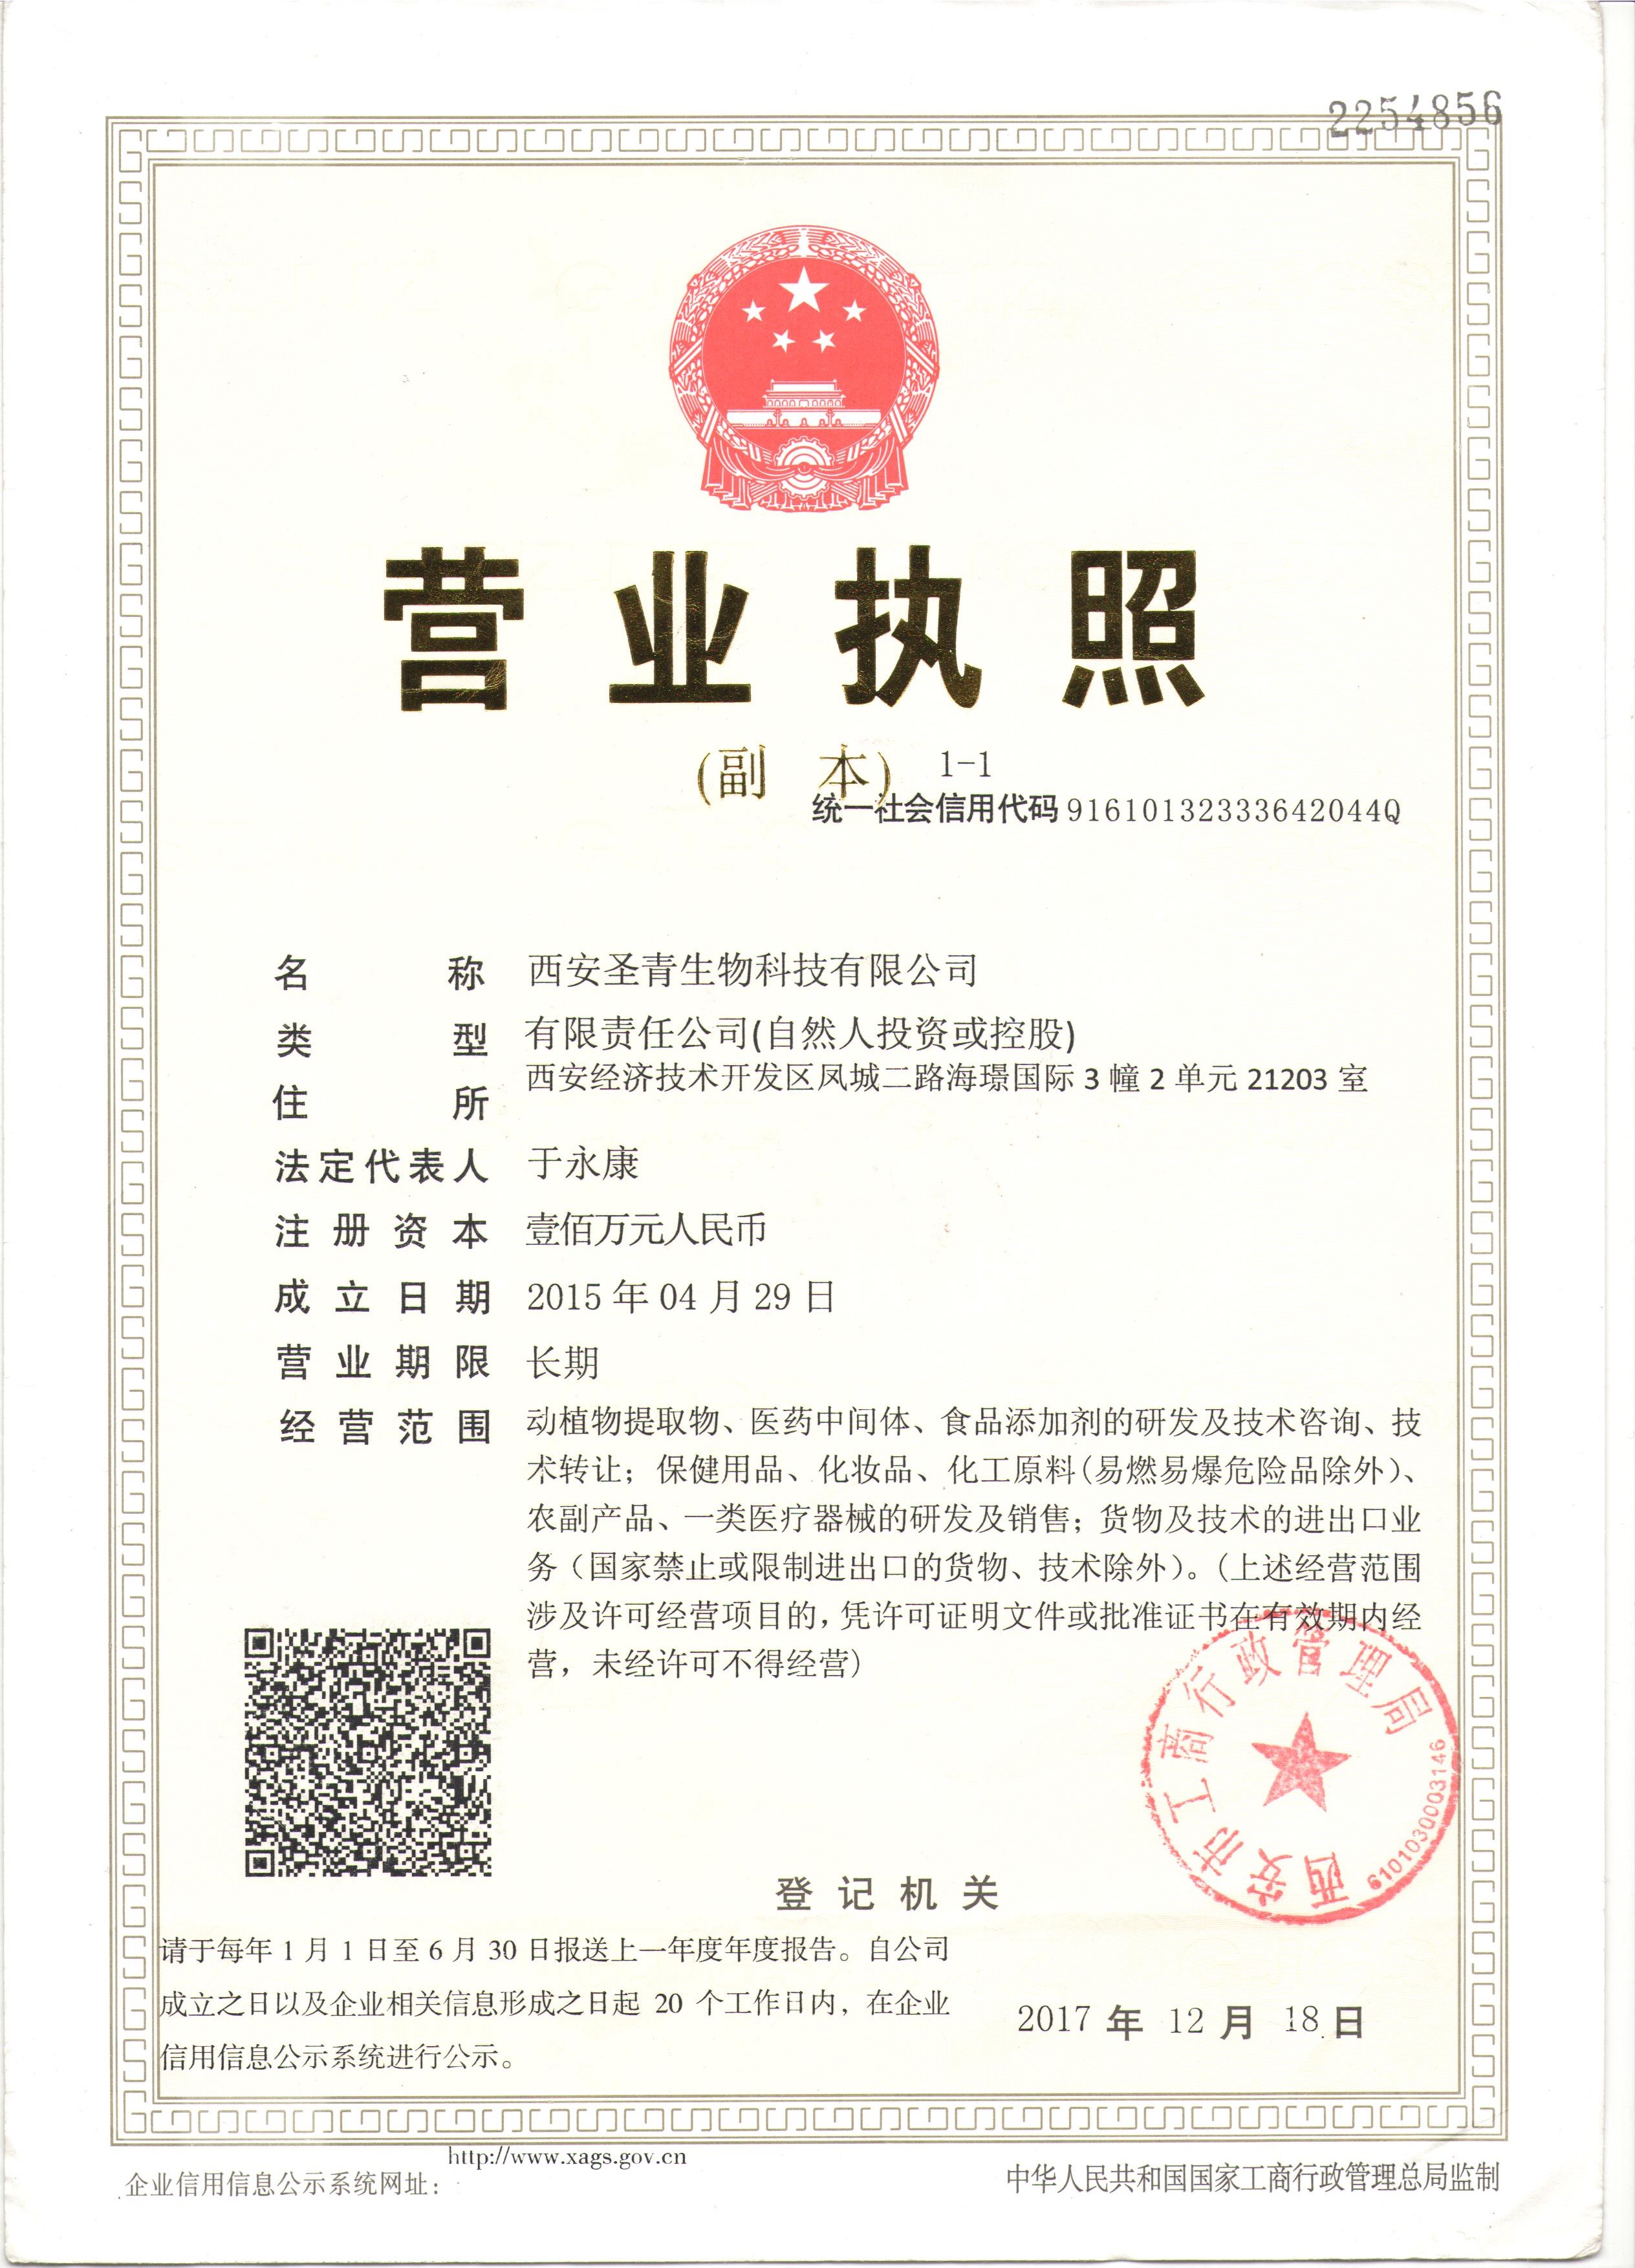 2254856
营业执照
(副 本) 1-1
统一社会信用代码 91610132333642044Q
名 称 西安圣青生物科技有限公司
类 型 有限责任公司(自然人投资或控股)
住 所 西安经济技术开发区凤城二路海璟国际 3 幢 2 单元 21203 室
法定代表人 于永康
注册资本 壹佰万元人民币
成立日期 2015 年 04 月 29 日
营业期限 长期
经营范围 动植物提取物、医药中间体、食品添加剂的研发及技术咨询、技
术转让；保健用品、化妆品、化工原料(易燃易爆危险品除外)、
农副产品、一类医疗器械的研发及销售；货物及技术的进出口业
务（国家禁止或限制进出口的货物、技术除外）。(上述经营范围
涉及许可经营项目的,凭许可证明文件或批准证书在有效期内经
营，未经许可不得经营)
西安市工商行政管理局
6101030003146
登记机关
请于每年 1 月 1 日至 6 月 30 日报送上一年度年度报告。自公司
成立之日以及企业相关信息形成之日起 20 个工作日内，在企业
信用信息公示系统进行公示。
2017 年 12 月 18 日
http://www.xags.gov.cn
企业信用信息公示系统网址：
中华人民共和国国家工商行政管理总局监制